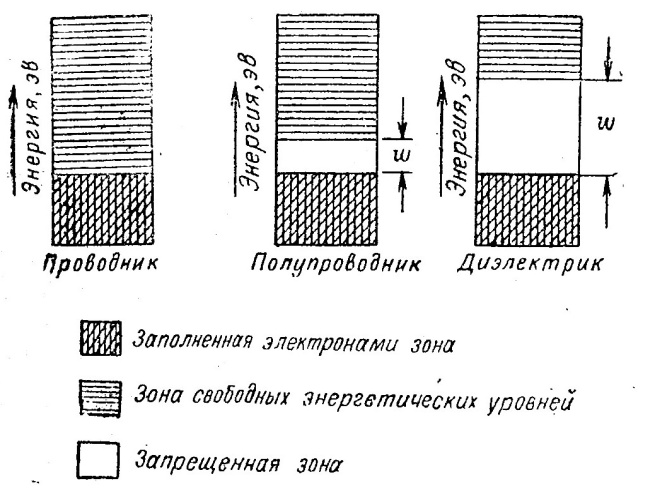 Энергия, эв
Энергия, эв
Энергия, эв
w
w
Проводник
Полупроводник
Диэлектрик
Заполненная электронами зона
Зона свободных энергетических уровней
Запрещенная зона